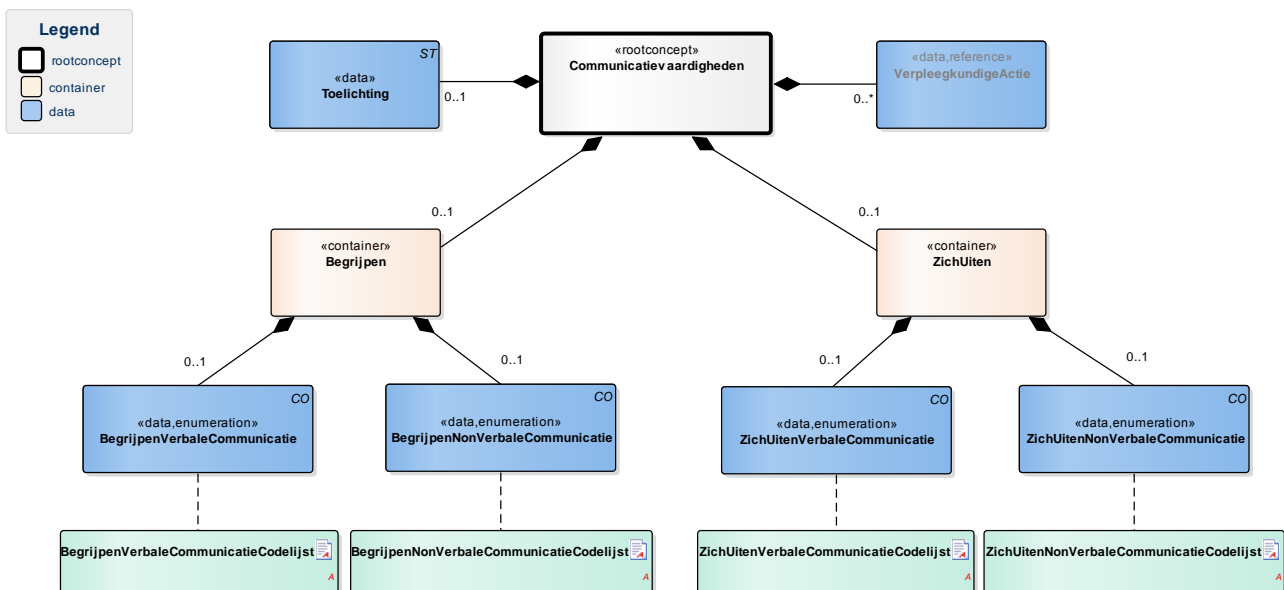 Legend
rootconcept
container
data
ST
«data»
Toelichting
0..1
«rootconcept»
Communicatievaardigheden
«data,reference»
VerpleegkundigeActie
0..*
0..1
0..1
«container»
Begrijpen
«container»
ZichUiten
0..1
0..1
0..1
0..1
CO
«data,enumeration»
BegrijpenVerbaleCommunicatie
CO
«data,enumeration»
BegrijpenNonVerbaleCommunicatie
CO
«data,enumeration»
ZichUitenVerbaleCommunicatie
CO
«data,enumeration»
ZichUitenNonVerbaleCommunicatie
BegrijpenVerbaleCommunicatieCodelijst
A
BegrijpenNonVerbaleCommunicatieCodelijst
A
ZichUitenVerbaleCommunicatieCodelijst
A
ZichUitenNonVerbaleCommunicatieCodelijst
A